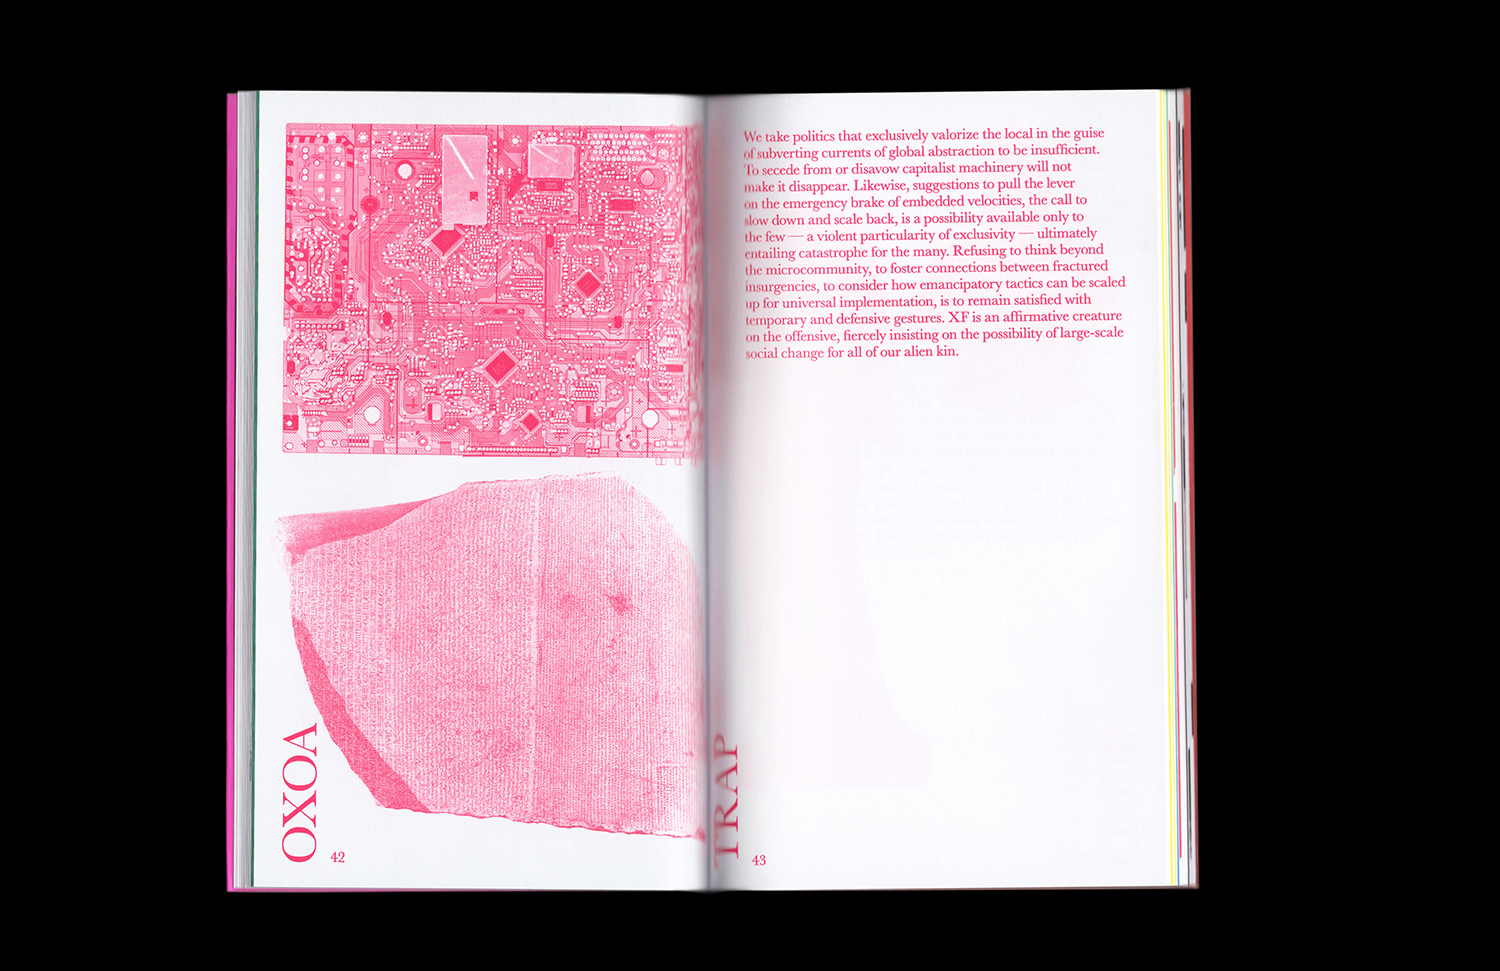 OXOA
42
We take politics that exclusively valorize the local in the guise
of subverting currents of global abstraction to be insufficient.
To secede from or disavow capitalist machinery will not
make it disappear. Likewise, suggestions to pull the lever
on the emergency brake of embedded velocities, the call to
slow down and scale back, is a possibility available only to
the few — a violent particularity of exclusivity — ultimately
entailing catastrophe for the many. Refusing to think beyond
the microcommunity, to foster connections between fractured
insurgencies, to consider how emancipatory tactics can be scaled
up for universal implementation, is to remain satisfied with
temporary and defensive gestures. XF is an affirmative creature
on the offensive, fiercely insisting on the possibility of large-scale
social change for all of our alien kin.
TRAP
43